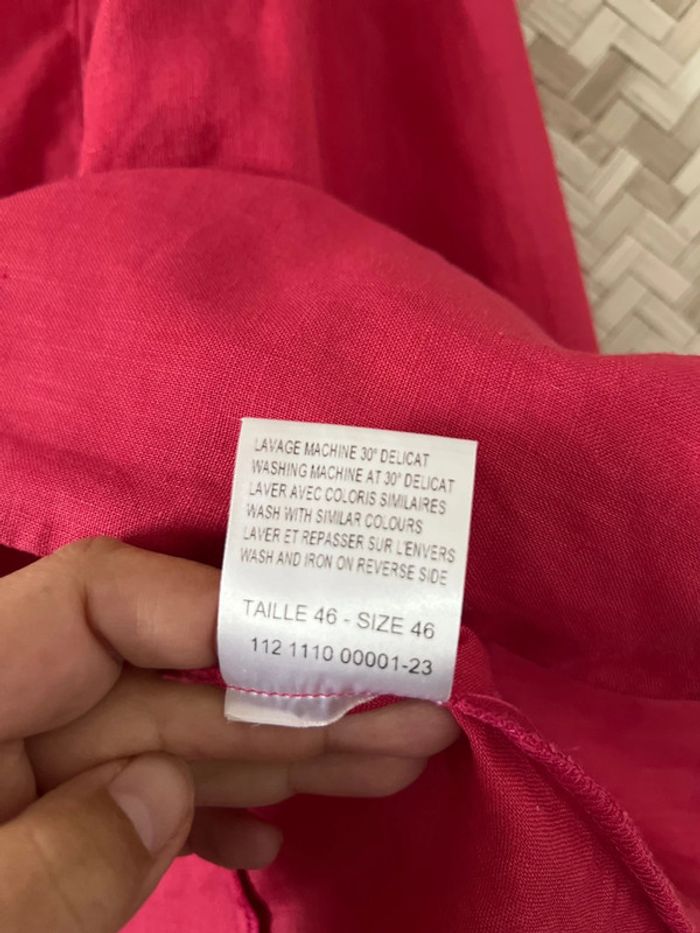 LAVAGE MACHINE 30° DELICAT
WASHING MACHINE AT 30° DELICAT
LAVER AVEC COLORIS SIMILAIRES
WASH WITH SIMILAR COLOURS
LAVER ET REPASSER SUR L'ENVERS
WASH AND IRON ON REVERSE SIDE
TAILLE 46 - SIZE 46
112 1110 00001-23